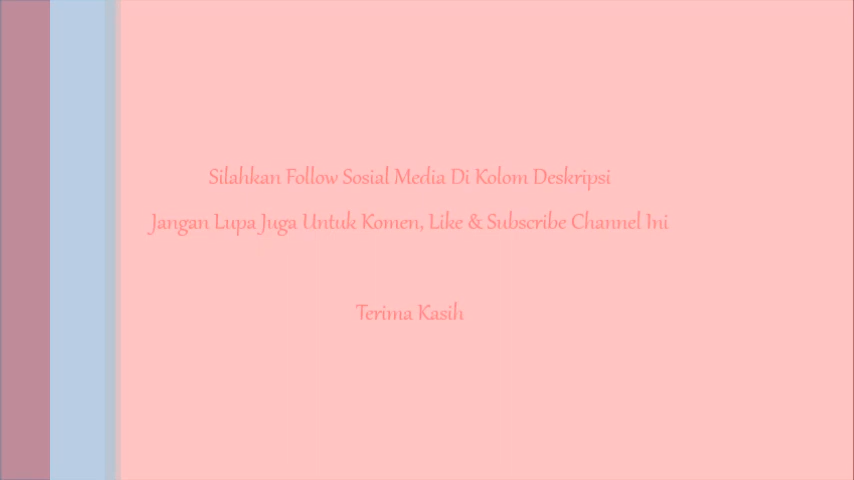 Silahkan Follow Sosial Media Di Kolom Deskripsi
Jangan Lupa Juga Untuk Komen, Like & Subscribe Channel Ini
Terima Kasih